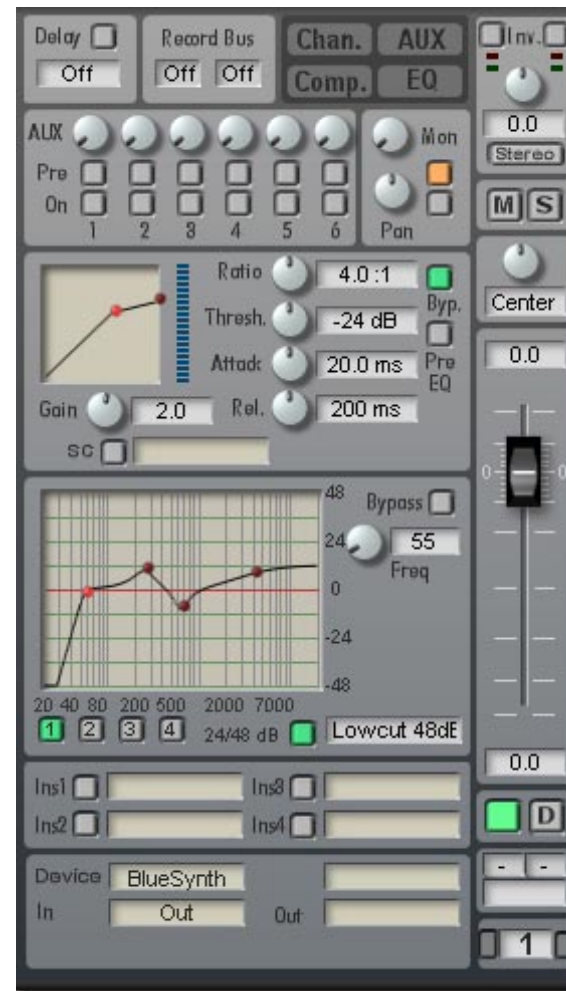 Delay Record Bus Chan. AUX Inv.
Off Off Off Comp. EQ
0.0
Stereo
AUX Mon
Pre
On
1 2 3 4 5 6 Pan
M S
Center
0.0
Ratio 4.0 :1
Byp.
Thresh. -24 dB
Attack 20.0 ms Pre EQ
Gain 2.0 Rel. 200 ms
SC
0 0
48 Bypass
24 55
Freq
0
-24
-48
20 40 80 200 500 2000 7000
1 2 3 4 24/48 dB Lowcut 48dE
0.0
Ins1 Ins3
Ins2 Ins4
D
Device BlueSynth
In Out Out
- -
1